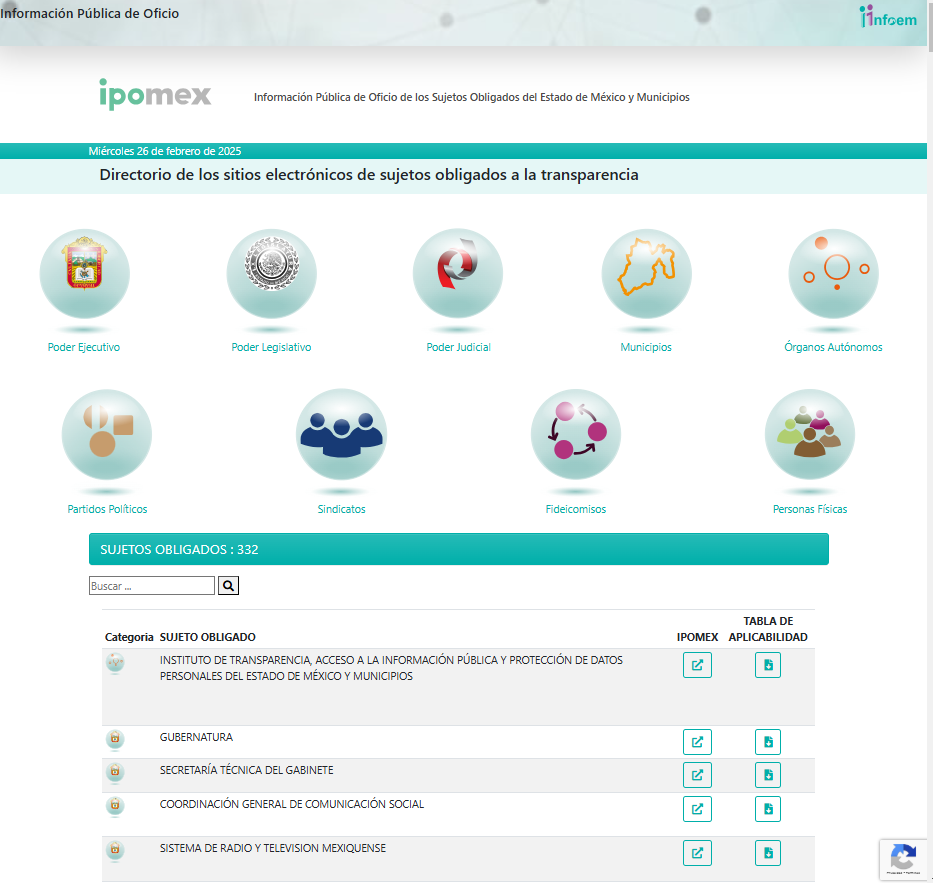 Información Pública de Oficio
infoem
ipomex
Información Pública de Oficio de los Sujetos Obligados del Estado de México y Municipios
Miércoles 26 de febrero de 2025
Directorio de los sitios electrónicos de sujetos obligados a la transparencia
Poder Ejecutivo
Poder Legislativo
Poder Judicial
Municipios
Órganos Autónomos
Partidos Políticos
Sindicatos
Fideicomisos
Personas Físicas
SUJETOS OBLIGADOS : 332
Buscar ...
Categoria SUJETO OBLIGADO IPOMEX TABLA DE
APLICABILIDAD
INSTITUTO DE TRANSPARENCIA, ACCESO A LA INFORMACIÓN PÚBLICA Y PROTECCIÓN DE DATOS
PERSONALES DEL ESTADO DE MÉXICO Y MUNICIPIOS
GUBERNATURA
SECRETARÍA TÉCNICA DEL GABINETE
COORDINACIÓN GENERAL DE COMUNICACIÓN SOCIAL
SISTEMA DE RADIO Y TELEVISION MEXIQUENSE